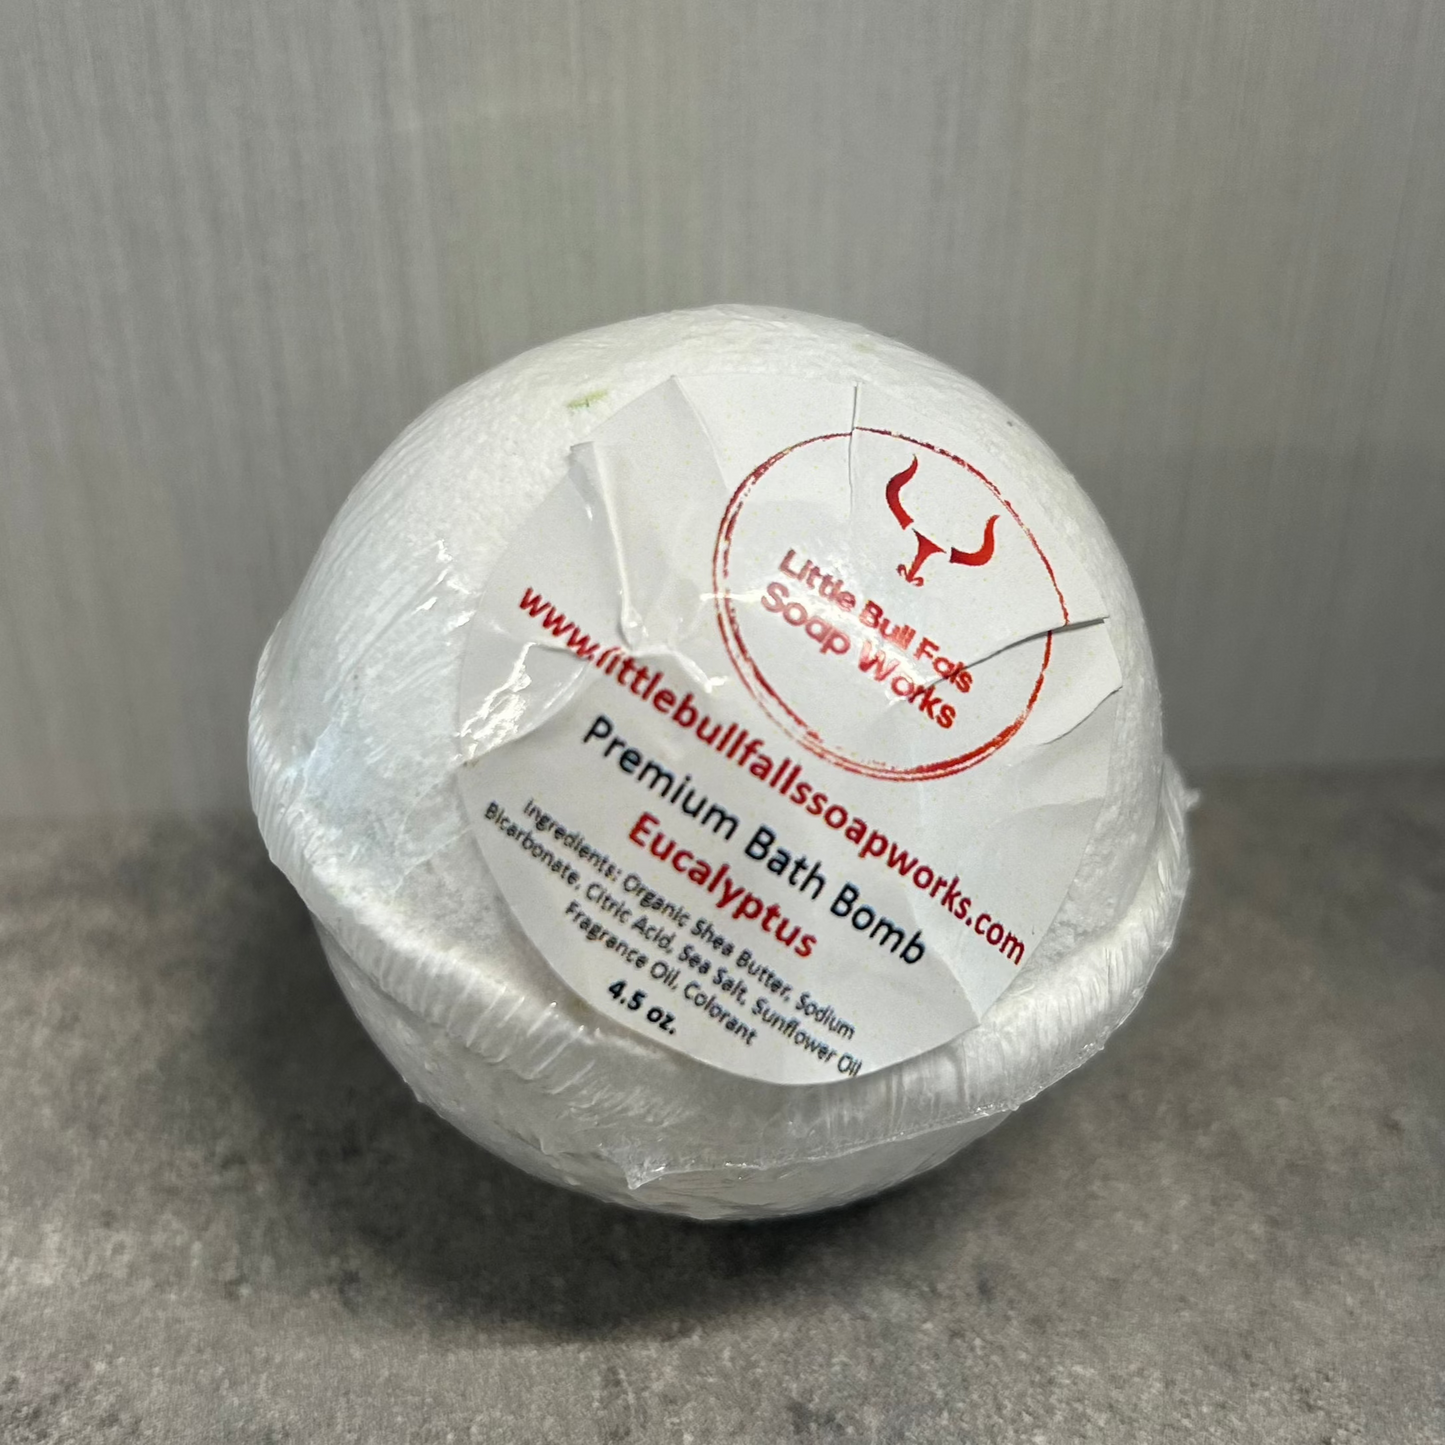 Little Bull Falls
Soap Works
www.littlebullfallssoapworks.com
Premium Bath Bomb
Eucalyptus
Ingredients: Organic Shea Butter, Sodium
Bicarbonate, Citric Acid, Sea Salt, Sunflower Oil
Fragrance Oil, Colorant
4.5 oz.